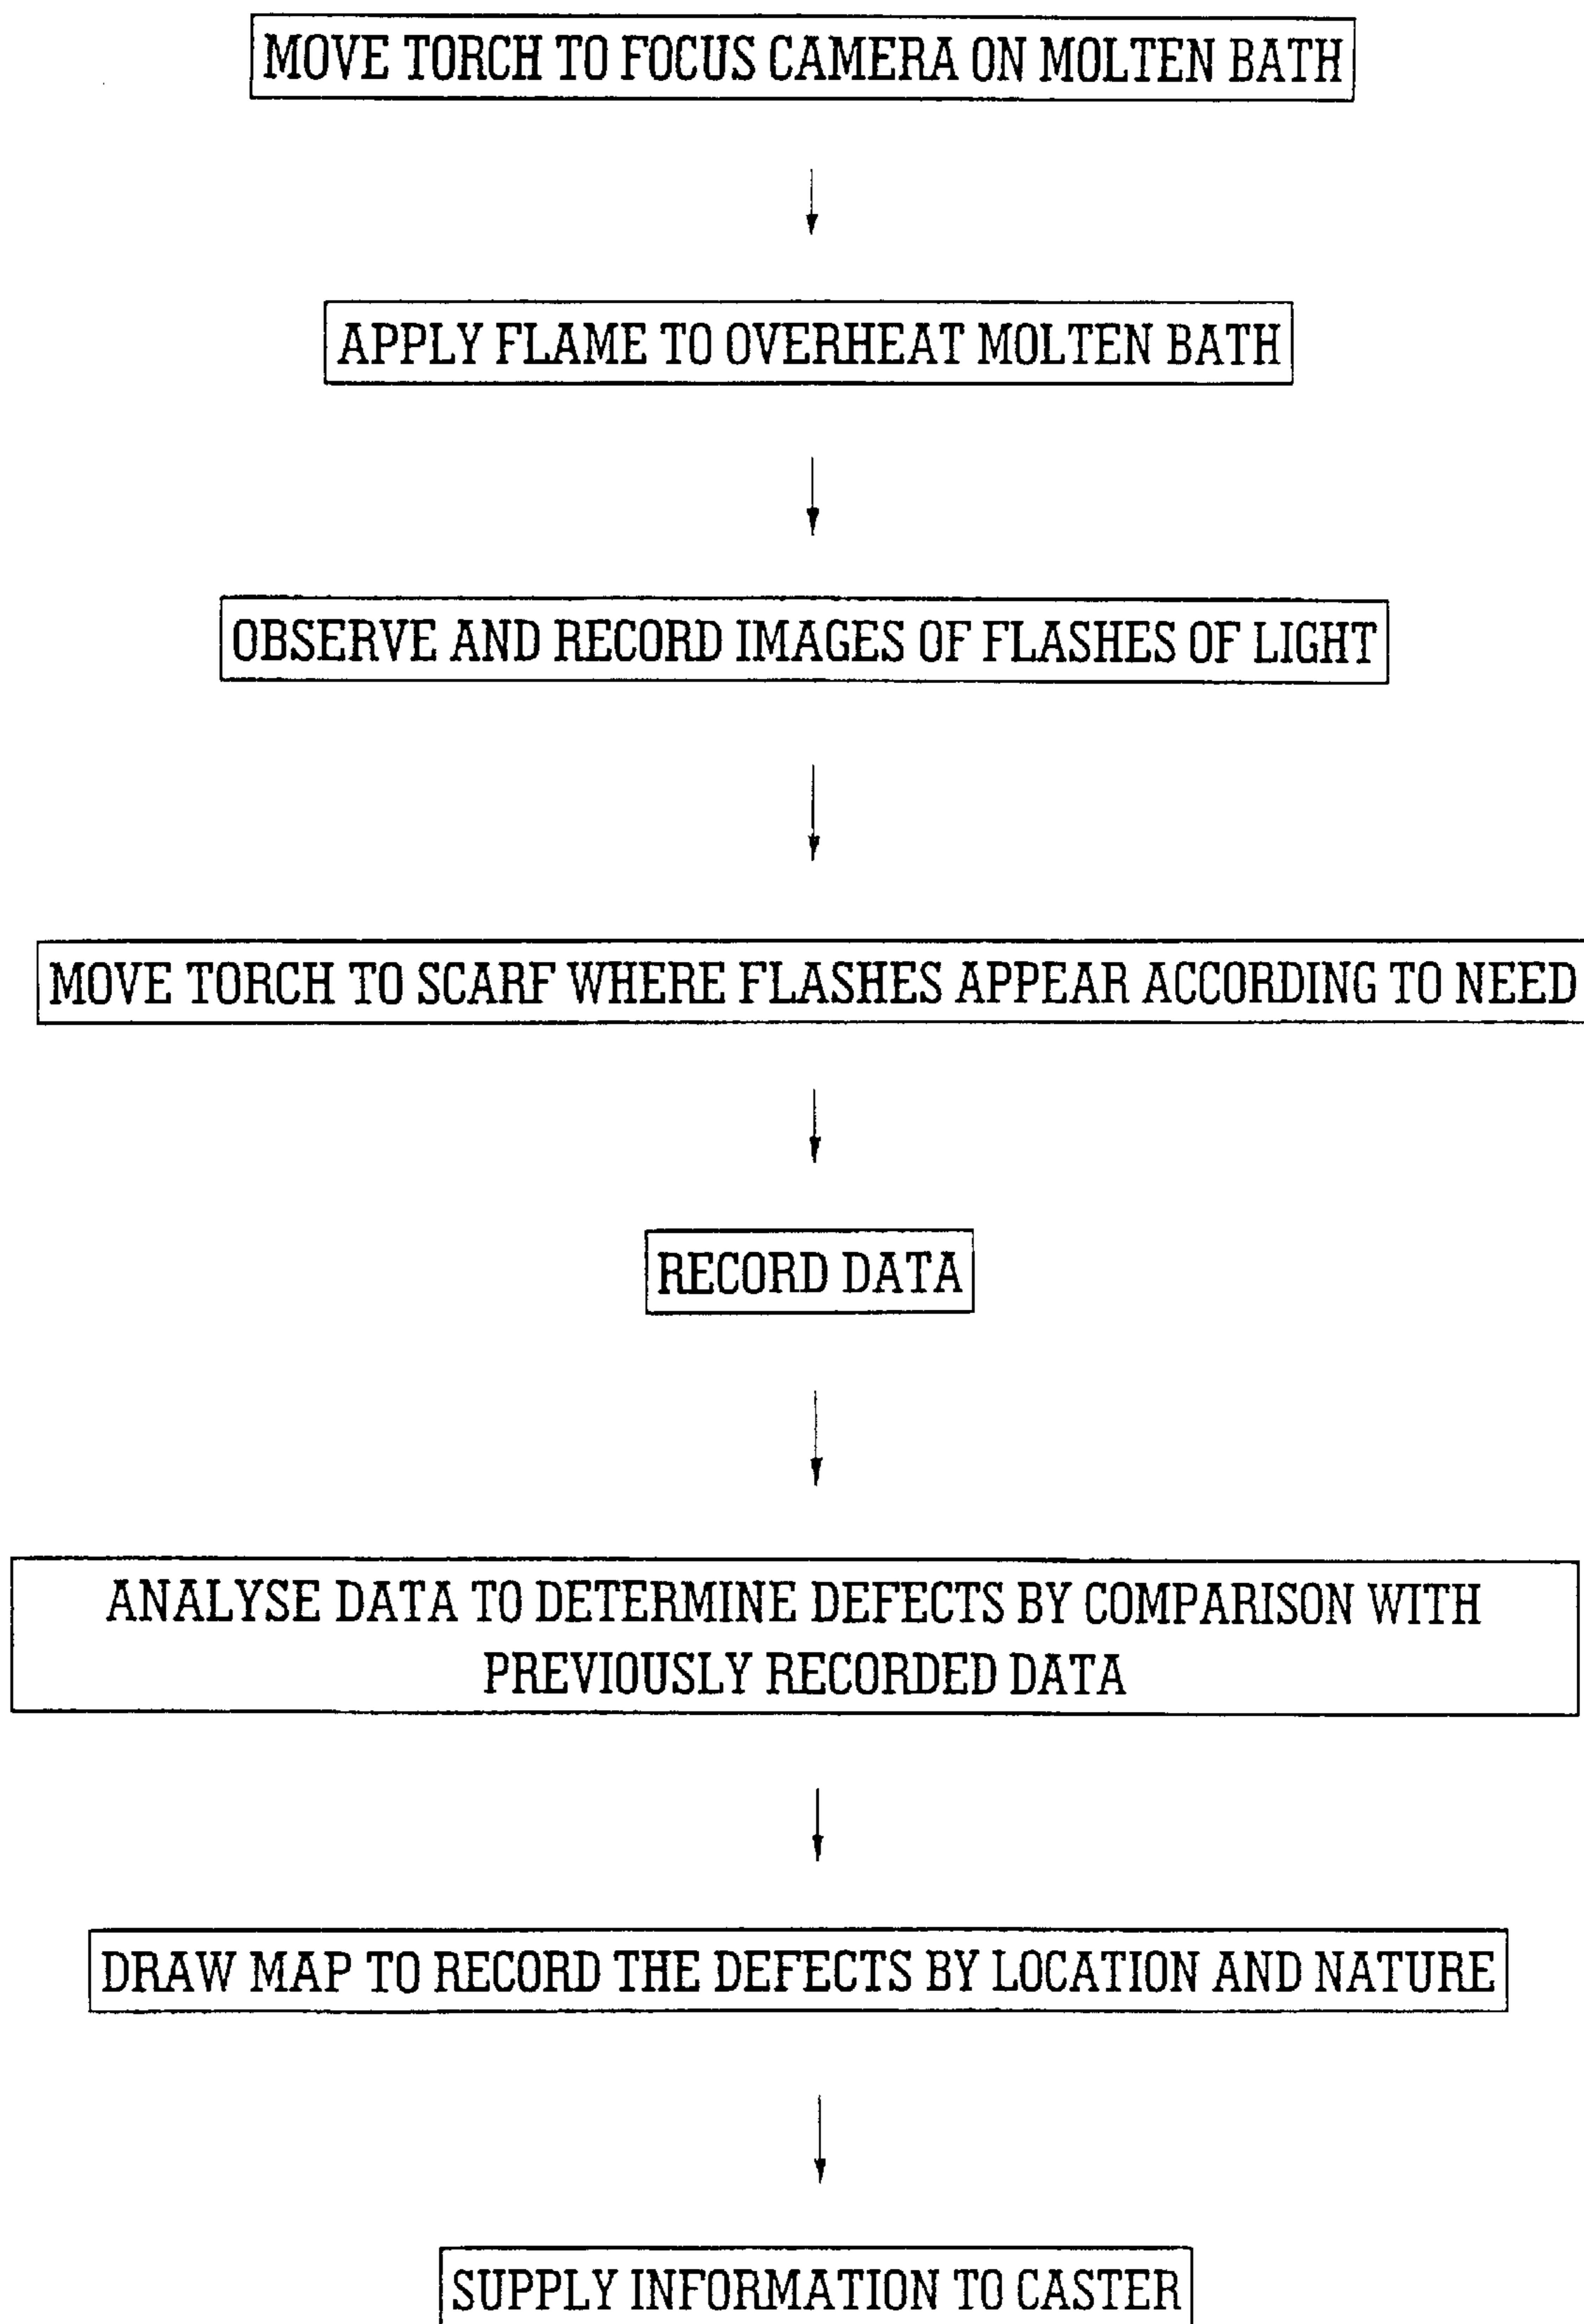 MOVE TORCH TO FOCUS CAMERA ON MOLTEN BATH
APPLY FLAME TO OVERHEAT MOLTEN BATH
OBSERVE AND RECORD IMAGES OF FLASHES OF LIGHT
MOVE TORCH TO SCARF WHERE FLASHES APPEAR ACCORDING TO NEED
RECORD DATA
ANALYSE DATA TO DETERMINE DEFECTS BY COMPARISON WITH
PREVIOUSLY RECORDED DATA
DRAW MAP TO RECORD THE DEFECTS BY LOCATION AND NATURE
SUPPLY INFORMATION TO CASTER